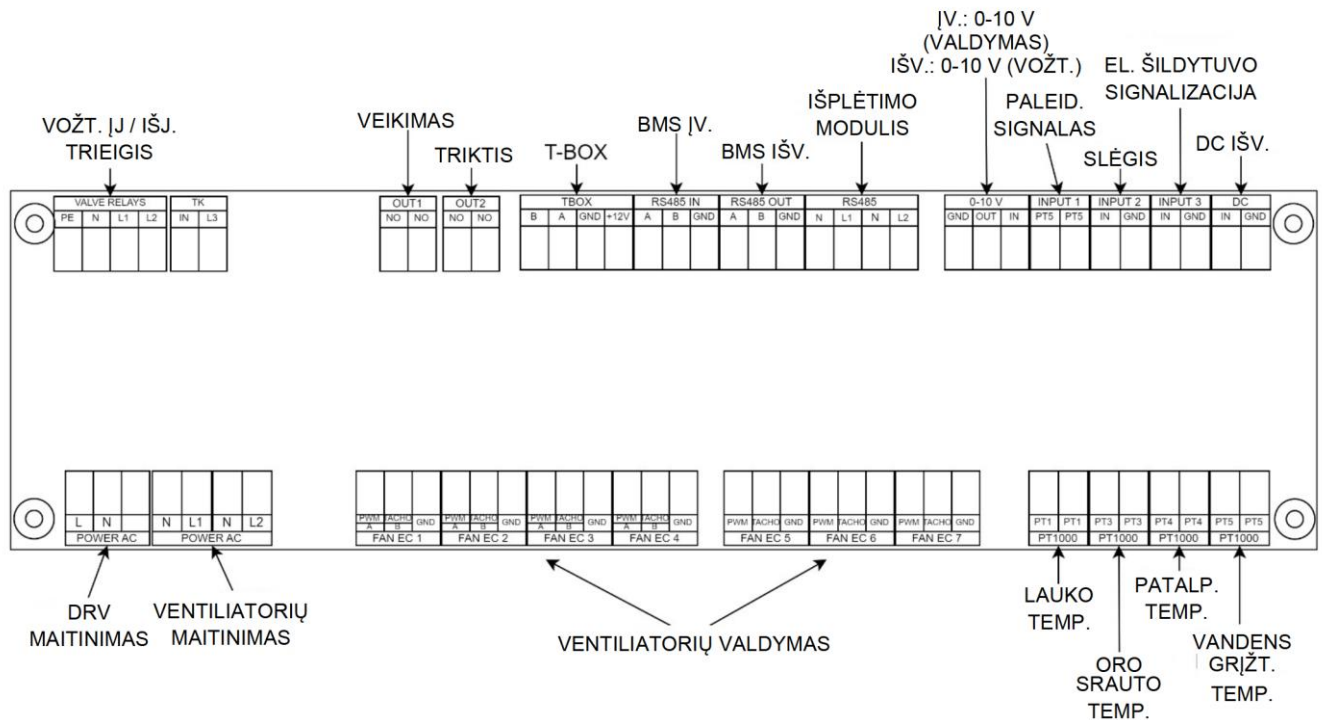 ĮV.: 0-10 V
(VALDYMAS)
IŠV.: 0-10 V (VOŽT.)
EL. ŠILDYTUVO
SIGNALIZACIJA
IŠPLĖTIMO
MODULIS
PALEID.
SIGNALAS
VOŽT. ĮJ / IŠJ.
TRIEIGIS
VEIKIMAS
TRIKTIS
T-BOX
BMS ĮV.
BMS IŠV.
SLĖGIS
DC IŠV.
VALVE RELAYS TK OUT1 OUT2 TBOX RS485 IN RS485 OUT RS485 0-10 V INPUT 1 INPUT 2 INPUT 3 DC
PE N L1 L2 IN L3 NO NO NO NO B A GND +12V A B GND A B GND N L1 N L2 GND OUT IN PT5 PT5 IN GND IN GND IN GND
L N N L1 N L2 PWM TACHO GND PWM TACHO GND PWM TACHO GND PWM TACHO GND PWM TACHO GND PWM TACHO GND PWM TACHO GND PT1 PT1 PT3 PT3 PT4 PT4 PT5 PT5
A B A B A B A B
POWER AC POWER AC FAN EC 1 FAN EC 2 FAN EC 3 FAN EC 4 FAN EC 5 FAN EC 6 FAN EC 7 PT1000 PT1000 PT1000 PT1000
DRV
MAITINIMAS
VENTILIATORIŲ
MAITINIMAS
VENTILIATORIŲ VALDYMAS
LAUKO
TEMP.
ORO
SRAUTO
TEMP.
PATALP.
TEMP.
VANDENS
GRĮŽT.
TEMP.